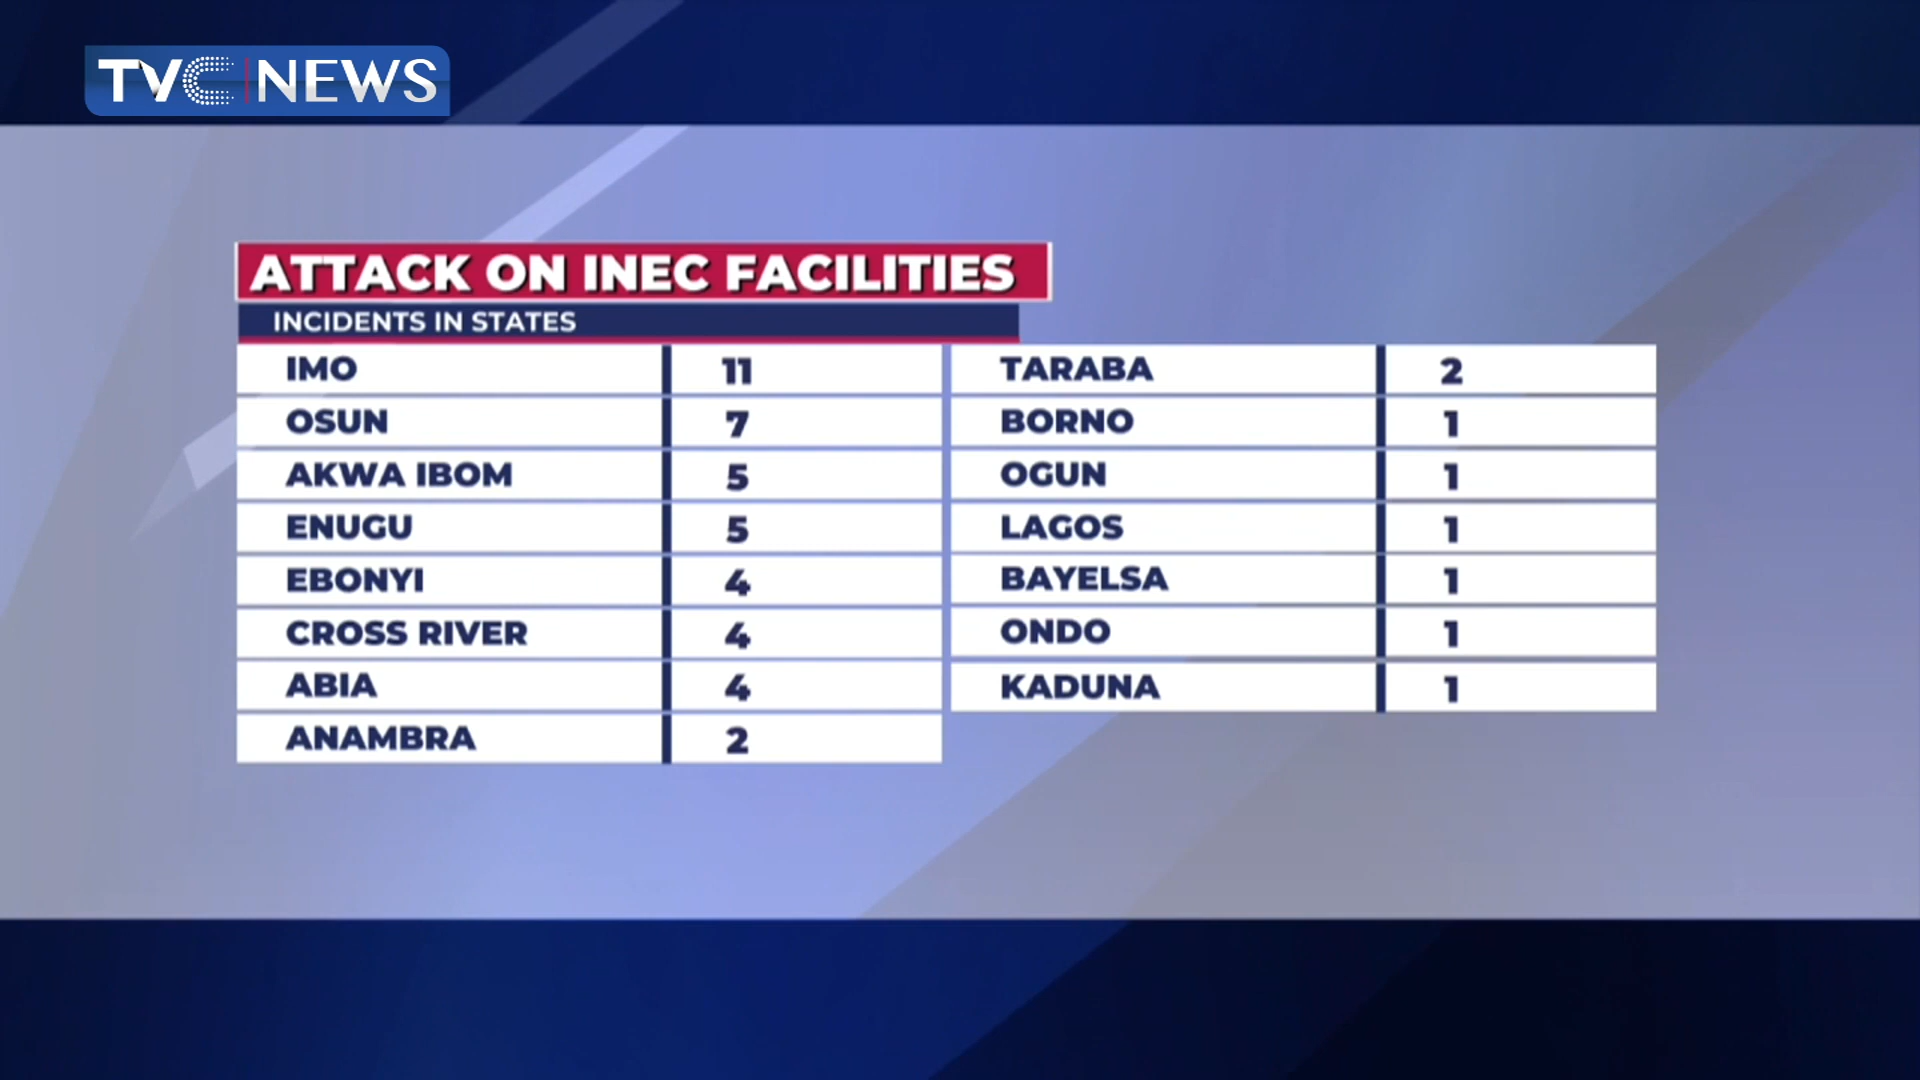 TVC NEWS
ATTACK ON INEC FACILITIES
INCIDENTS IN STATES
IMO 11
OSUN 7
AKWA IBOM 5
ENUGU 5
EBONYI 4
CROSS RIVER 4
ABIA 4
ANAMBRA 2
TARABA 2
BORNO 1
OGUN 1
LAGOS 1
BAYELSA 1
ONDO 1
KADUNA 1